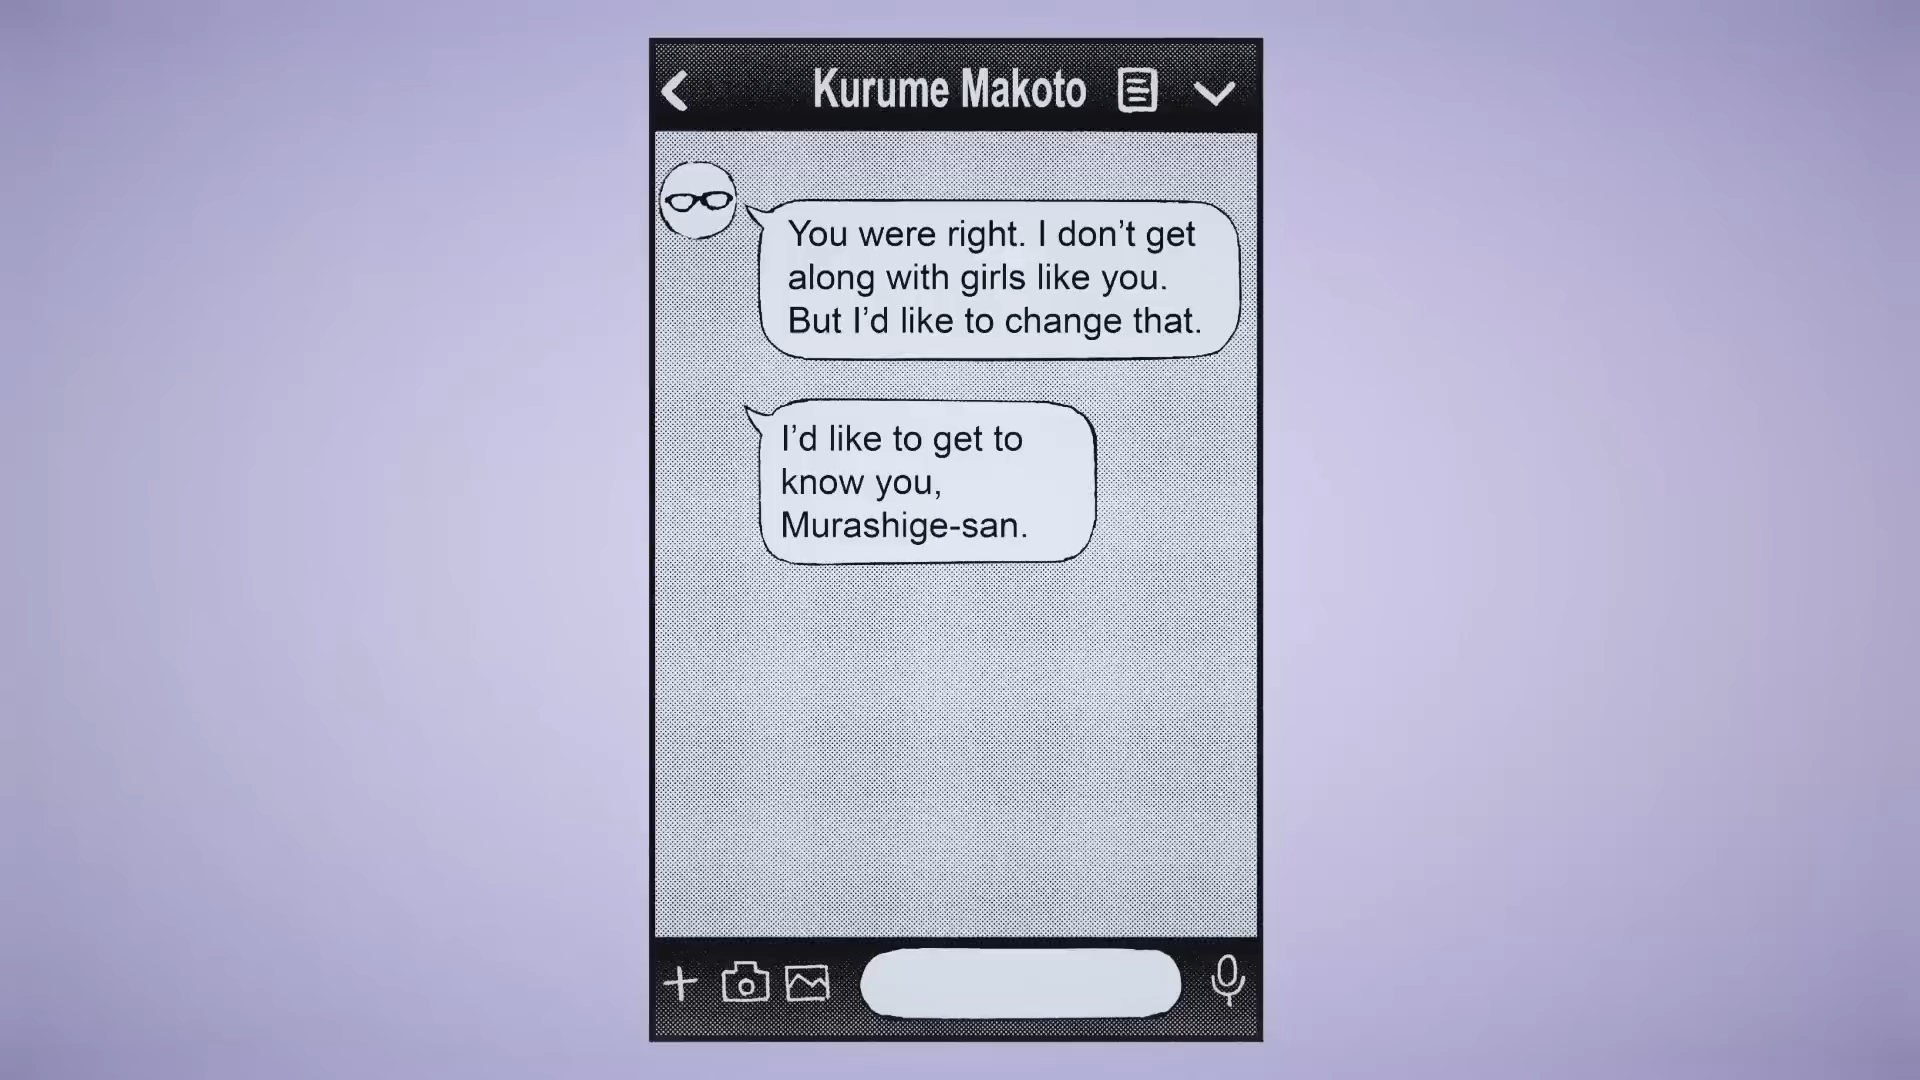 Kurume Makoto
You were right. I don’t get
along with girls like you.
But I’d like to change that.
I’d like to get to
know you,
Murashige-san.